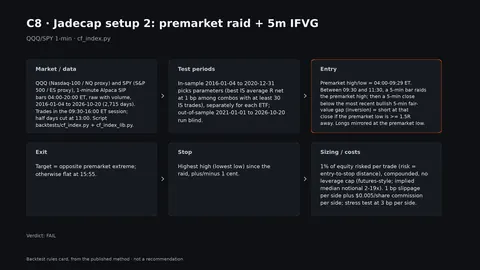 C8 · Jadecap setup 2: premarket raid + 5m IFVG
QQQ/SPY 1-min · cf_index.py
Market / data
QQQ (Nasdaq-100 / NQ proxy) and SPY (S&P
500 / ES proxy), 1-minute Alpaca SIP
bars 04:00-20:00 ET, raw with volume,
2016-01-04 to 2026-10-20 (2,715 days).
Trades in the 09:30-16:00 ET session;
half days cut at 13:00. Script
backtests/cf_index.py + cf_index_lib.py.
Test periods
In-sample 2016-01-04 to 2020-12-31
picks parameters (best IS average R net
at 1 bp among combos with at least 30
IS trades), separately for each ETF;
out-of-sample 2021-01-01 to 2026-10-20
run blind.
Entry
Premarket high/low = 04:00-09:29 ET.
Between 09:30 and 11:30, a 5-min bar raids
the premarket high; then a 5-min close
below the most recent bullish 5-min fair-
value gap (inversion) = short at that
close if the premarket low is >= 1.5R
away. Longs mirrored at the premarket low.
Exit
Target = opposite premarket extreme;
otherwise flat at 15:55.
Stop
Highest high (lowest low) since the
raid, plus/minus 1 cent.
Sizing / costs
1% of equity risked per trade (risk =
entry-to-stop distance), compounded, no
leverage cap (futures-style; implied
median notional 2-19x). 1 bp slippage
per side plus $0.005/share commission
per side; stress test at 3 bp per side.
Verdict: FAIL
Backtest rules card, from the published method · not a recommendation